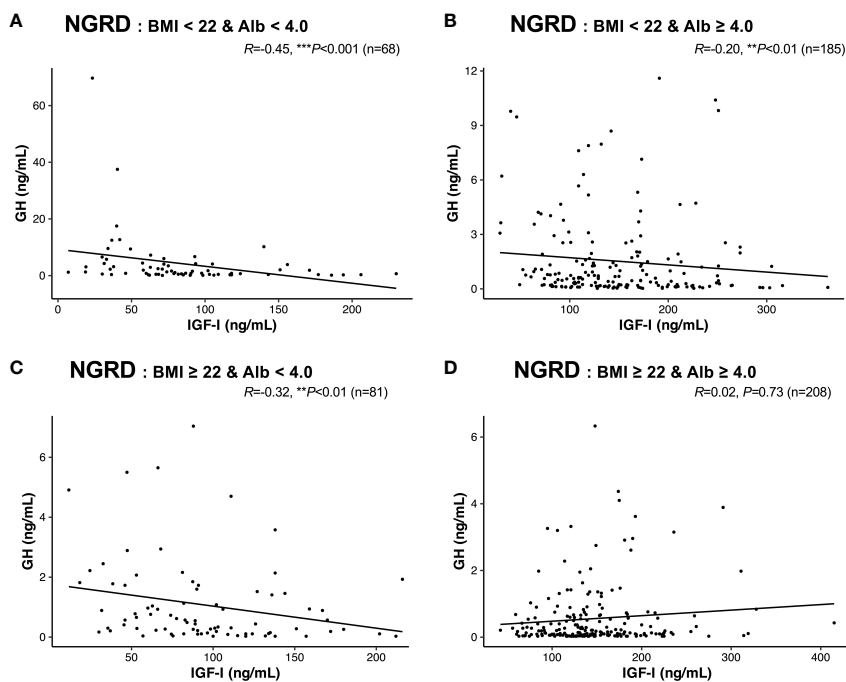 A
NGRD : BMI < 22 & Alb < 4.0
R=-0.45, ***P<0.001 (n=68)
GH (ng/mL)
60
40
20
0
0 50 100 150 200
IGF-I (ng/mL)
B
NGRD : BMI < 22 & Alb ≥ 4.0
R=-0.20, **P<0.01 (n=185)
GH (ng/mL)
12
9
6
3
0
100 200 300
IGF-I (ng/mL)
C
NGRD : BMI ≥ 22 & Alb < 4.0
R=-0.32, **P<0.01 (n=81)
GH (ng/mL)
6
4
2
0
50 100 150 200
IGF-I (ng/mL)
D
NGRD : BMI ≥ 22 & Alb ≥ 4.0
R=0.02, P=0.73 (n=208)
GH (ng/mL)
6
4
2
0
100 200 300 400
IGF-I (ng/mL)